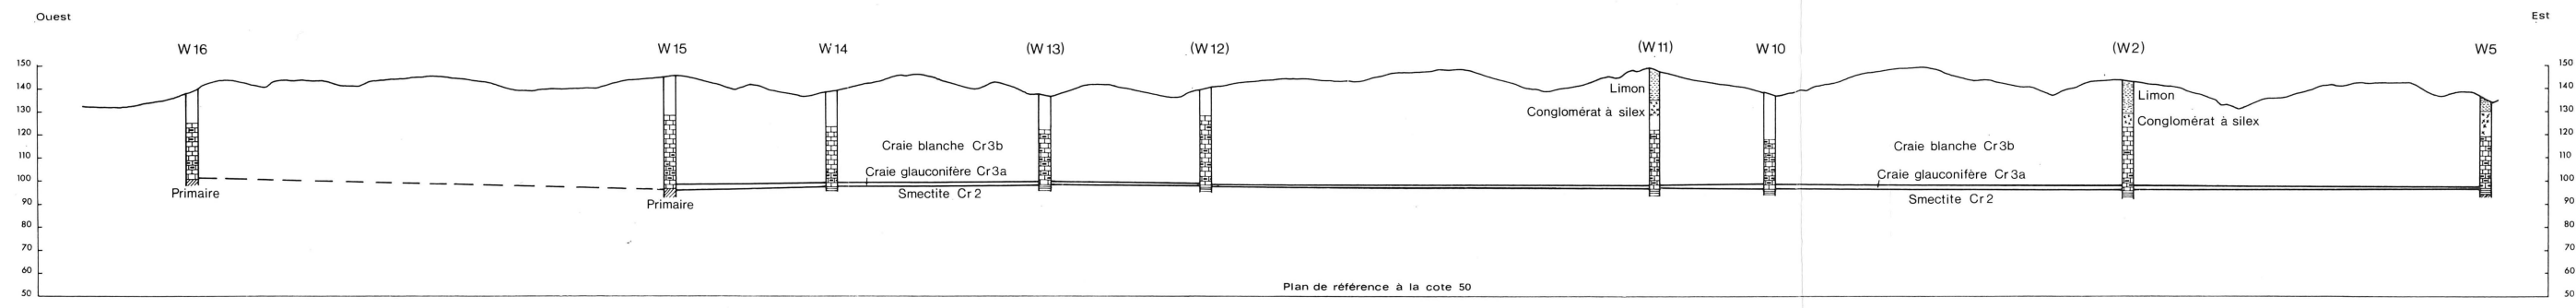 Ouest
Est
W 16
W 15
W 14
(W 13)
(W 12)
(W 11)
W 10
(W 2)
W5
150
140
130
120
110
100
90
80
70
60
50
150
140
130
120
110
100
90
80
70
60
50
Limon
Conglomérat à silex
Limon
Conglomérat à silex
Craie blanche Cr3b
Craie blanche Cr3b
Craie glauconifère Cr3a
Craie glauconifère Cr3a
Smectite Cr2
Smectite Cr2
Primaire
Primaire
Plan de référence à la cote 50